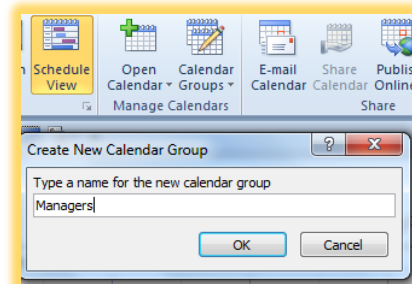 Schedule View
Open Calendar
Calendar Groups
E-mail Calendar
Share Calendar
Publis Online
Manage Calendars
Share
Create New Calendar Group
?
X
Type a name for the new calendar group
Managers
OK
Cancel